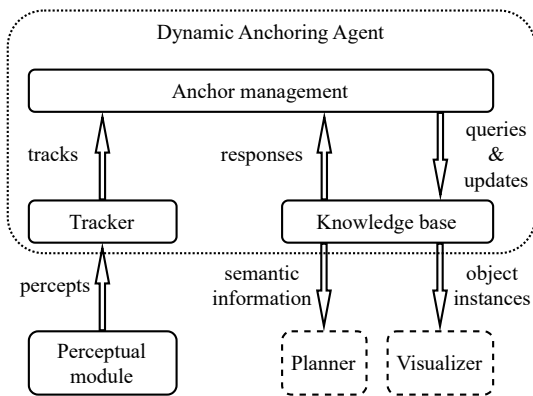 Dynamic Anchoring Agent
Anchor management
tracks
responses
queries
&
updates
Tracker
Knowledge base
percepts
semantic
information
object
instances
Perceptual
module
Planner
Visualizer